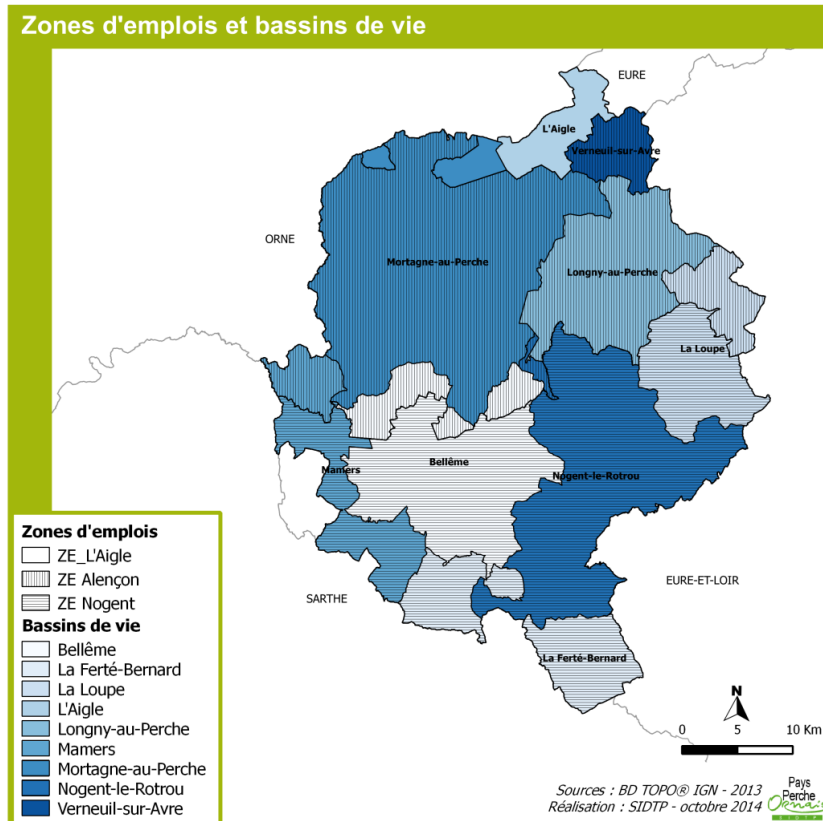 Zones d'emplois et bassins de vie
EURE
L'Aigle
Verneuil-sur-Avre
ORNE
Mortagne-au-Perche
Longny-au-Perche
La Loupe
Bellême
Mamers
Nogent-le-Rotrou
SARTHE
EURE-ET-LOIR
La Ferté-Bernard
Zones d'emplois
ZE_L'Aigle
ZE Alençon
ZE Nogent
Bassins de vie
Bellême
La Ferté-Bernard
La Loupe
L'Aigle
Longny-au-Perche
Mamers
Mortagne-au-Perche
Nogent-le-Rotrou
Verneuil-sur-Avre
N
0 5 10 Km
Sources : BD TOPO® IGN - 2013
Réalisation : SIDTP - octobre 2014
Pays
Perche
Ornais
SIDTP